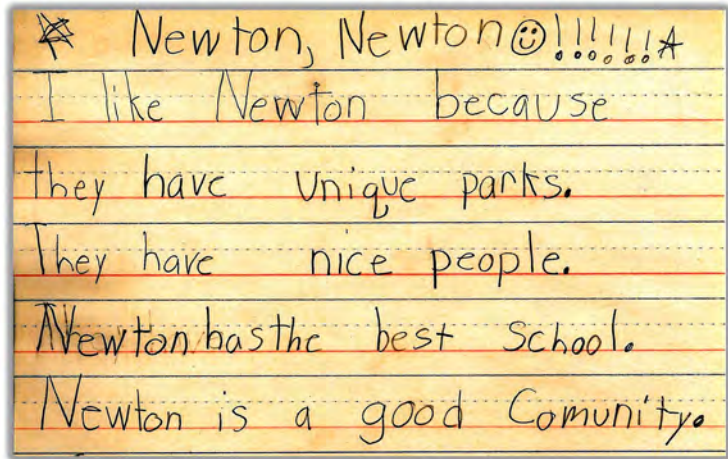 ☆ Newton, Newton☺!!!!!!☆
I like Newton because
they have unique parks.
They have nice people.
Newton has the best School.
Newton is a good Comunity.